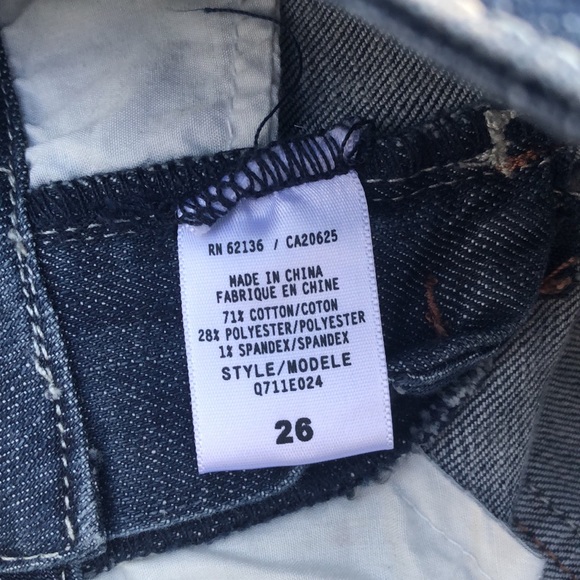 RN 62136 / CA20625
MADE IN CHINA
FABRIQUE EN CHINE
71% COTTON/COTON
28% POLYESTER/POLYESTER
1% SPANDEX/SPANDEX
STYLE/MODELE
Q711E024
26